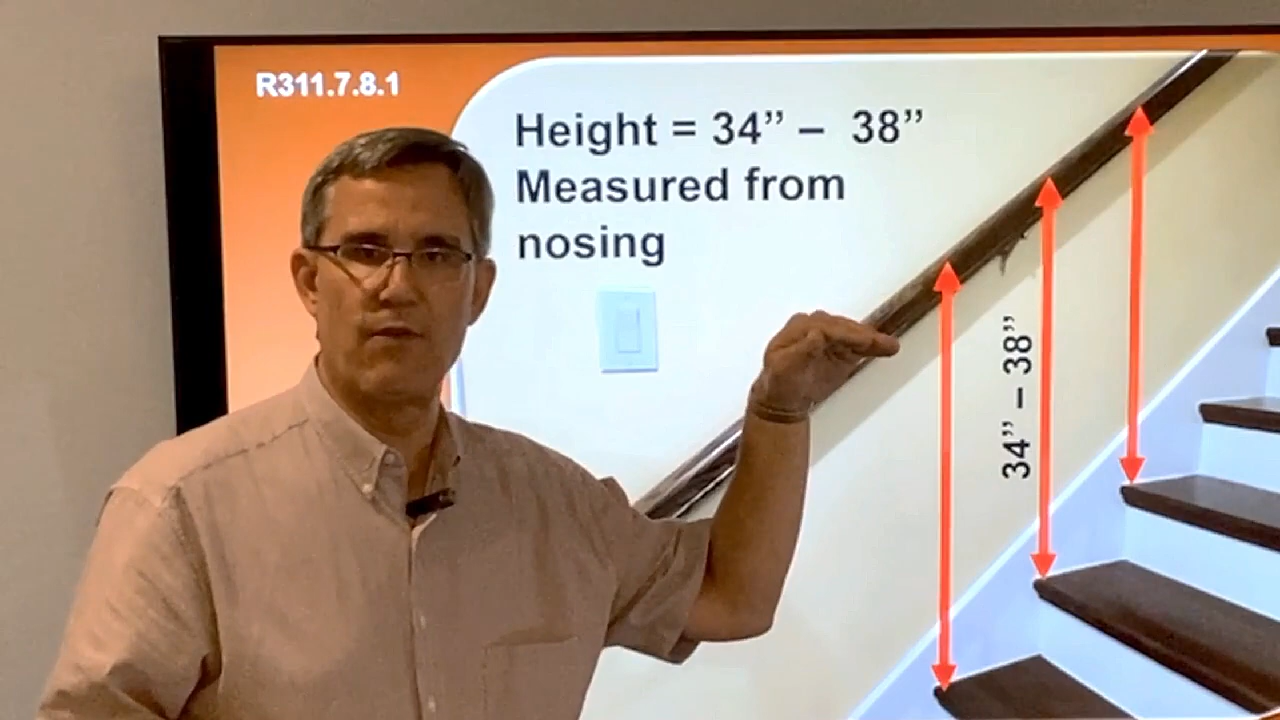 R311.7.8.1
Height = 34” – 38”
Measured from
nosing
34” – 38”